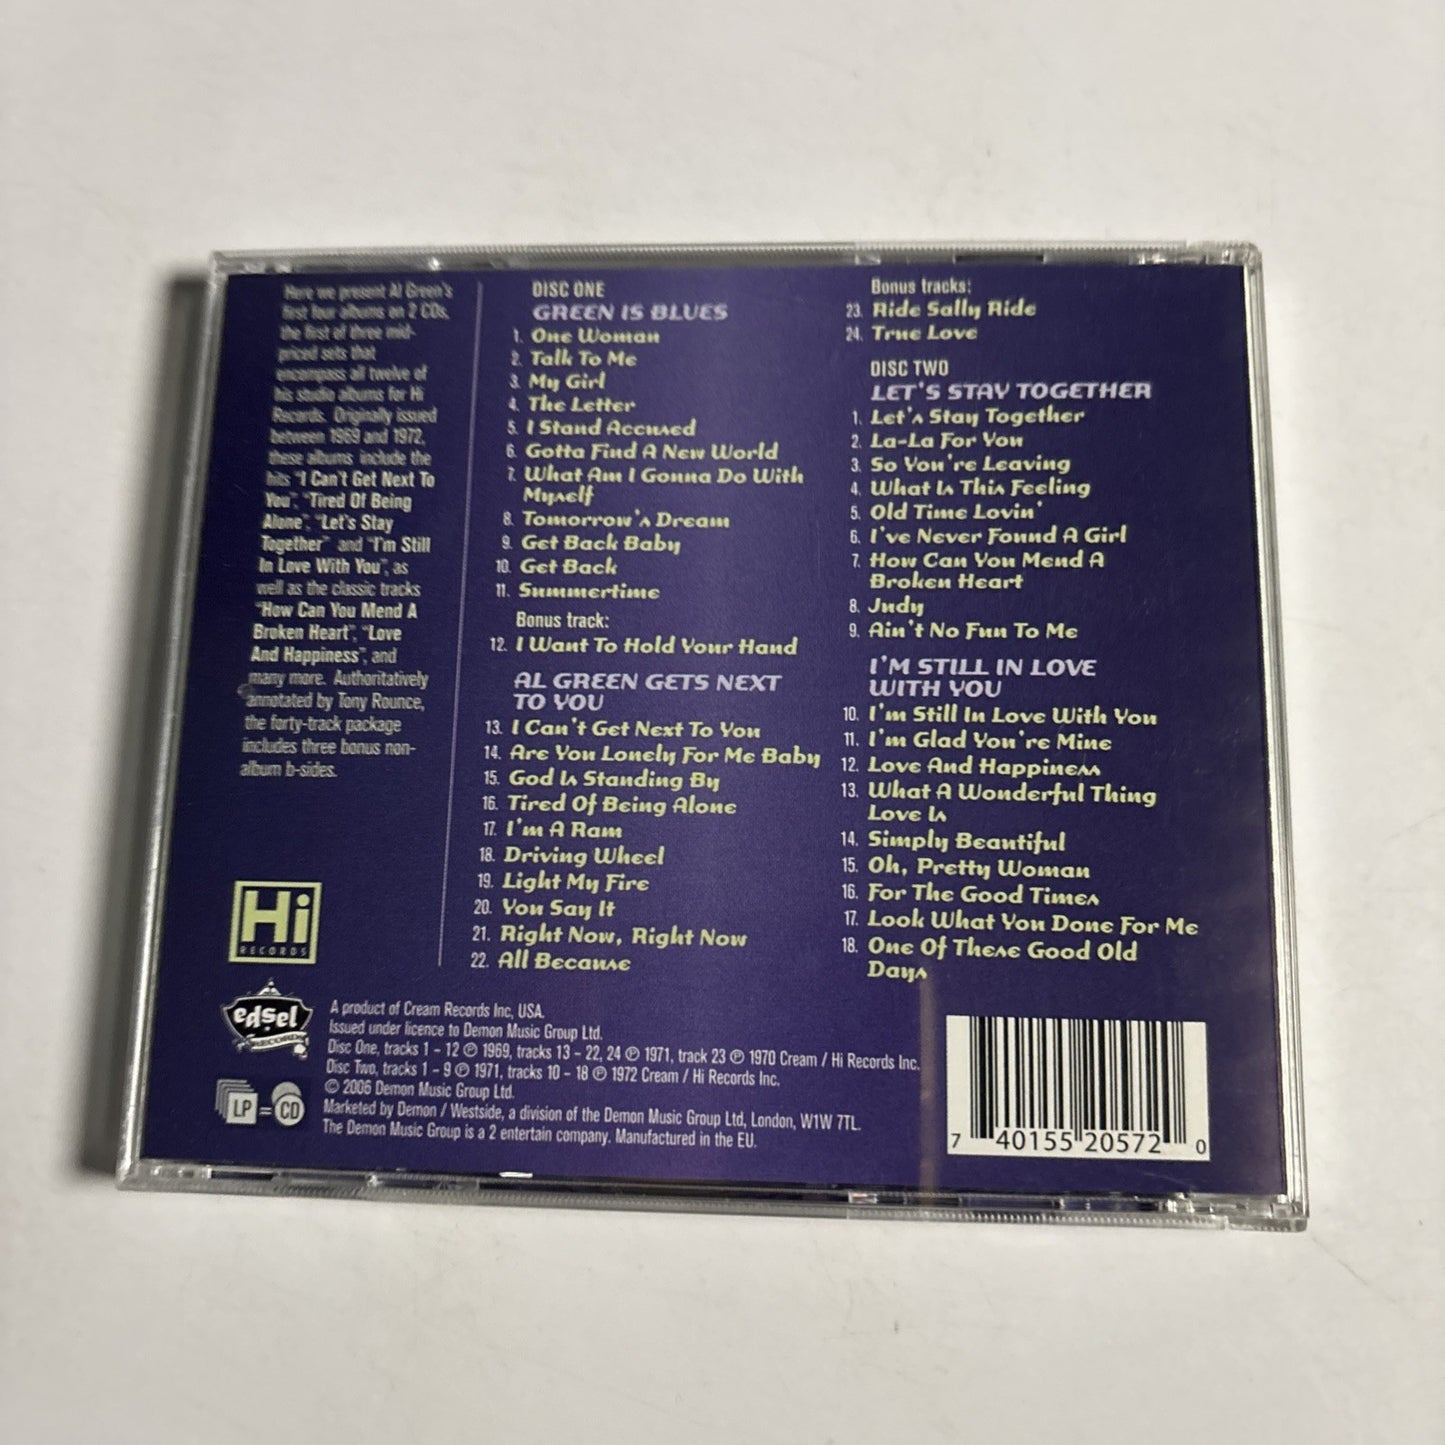 Here we present Al Green's
first four albums on 2 CDs,
the first of three mid-
priced sets that
encompass all twelve of
his studio albums for Hi
Records. Originally issued
between 1969 and 1972,
these albums include the
hits "I Can't Get Next To
You", "Tired Of Being
Alone", "Let's Stay
Together" and "I'm Still
In Love With You", as
well as the classic tracks
"How Can You Mend A
Broken Heart", "Love
And Happiness", and
many more. Authoritatively
annotated by Tony Rounce,
the forty-track package
includes three bonus non-
album b-sides.
DISC ONE
GREEN IS BLUES
1. One Woman
2. Talk To Me
3. My Girl
4. The Letter
5. I Stand Accused
6. Gotta Find A New World
7. What Am I Gonna Do With
Myself
8. Tomorrow's Dream
9. Get Back Baby
10. Get Back
11. Summertime
Bonus track:
12. I Want To Hold Your Hand
AL GREEN GETS NEXT
TO YOU
13. I Can't Get Next To You
14. Are You Lonely For Me Baby
15. God Is Standing By
16. Tired Of Being Alone
17. I'm A Ram
18. Driving Wheel
19. Light My Fire
20. You Say It
21. Right Now, Right Now
22. All Because
Bonus tracks:
23. Ride Sally Ride
24. True Love
DISC TWO
LET'S STAY TOGETHER
1. Let's Stay Together
2. La-La For You
3. So You're Leaving
4. What Is This Feeling
5. Old Time Lovin'
6. I've Never Found A Girl
7. How Can You Mend A
Broken Heart
8. Judy
9. Ain't No Fun To Me
I'M STILL IN LOVE
WITH YOU
10. I'm Still In Love With You
11. I'm Glad You're Mine
12. Love And Happiness
13. What A Wonderful Thing
Love Is
14. Simply Beautiful
15. Oh, Pretty Woman
16. For The Good Times
17. Look What You Done For Me
18. One Of These Good Old
Days
Hi
RECORDS
edsel
RECORDS
LP = CD
A product of Cream Records Inc, USA.
Issued under licence to Demon Music Group Ltd.
Disc One, tracks 1 - 12 ℗ 1969, tracks 13 - 22, 24 ℗ 1971, track 23 ℗ 1970 Cream / Hi Records Inc.
Disc Two, tracks 1 - 9 ℗ 1971, tracks 10 - 18 ℗ 1972 Cream / Hi Records Inc.
© 2006 Demon Music Group Ltd.
Marketed by Demon / Westside, a division of the Demon Music Group Ltd, London, W1W 7TL.
The Demon Music Group is a 2 entertain company. Manufactured in the EU.
7 40155 20572 0